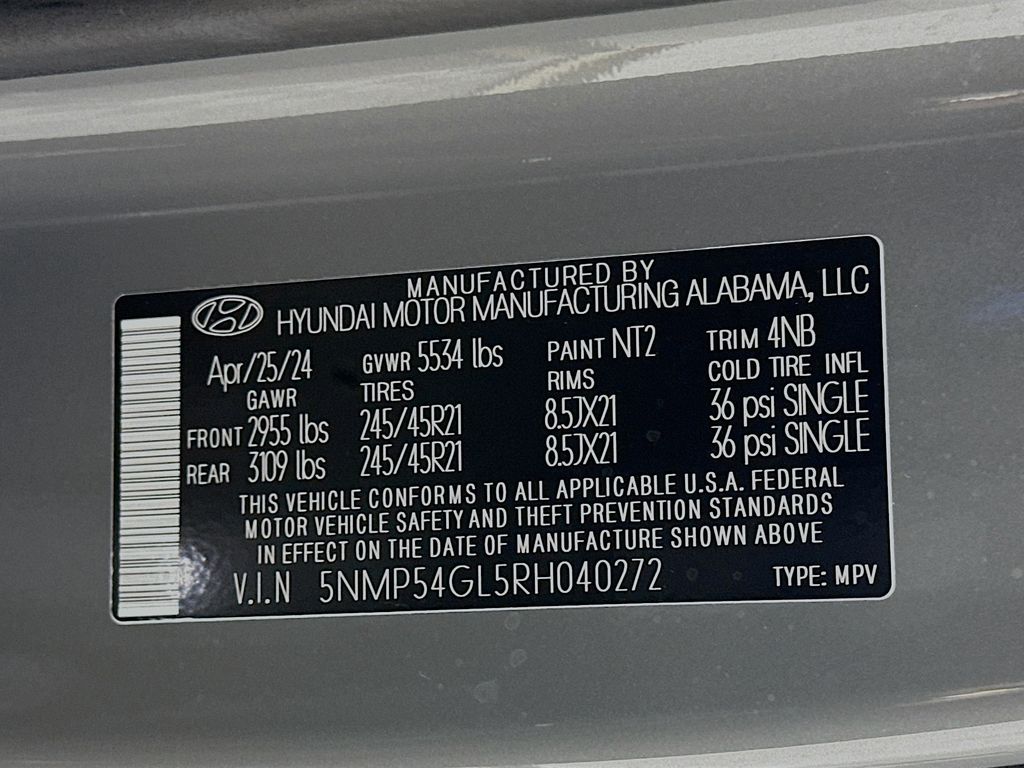 MANUFACTURED BY
HYUNDAI MOTOR MANUFACTURING ALABAMA, LLC
Apr/25/24 GVWR 5534 lbs PAINT NT2 TRIM 4NB
GAWR TIRES RIMS COLD TIRE INFL
FRONT 2955 lbs 245/45R21 8.5JX21 36 psi SINGLE
REAR 3109 lbs 245/45R21 8.5JX21 36 psi SINGLE
THIS VEHICLE CONFORMS TO ALL APPLICABLE U.S.A. FEDERAL
MOTOR VEHICLE SAFETY AND THEFT PREVENTION STANDARDS
IN EFFECT ON THE DATE OF MANUFACTURE SHOWN ABOVE
V.I.N 5NMP54GL5RH040272 TYPE: MPV